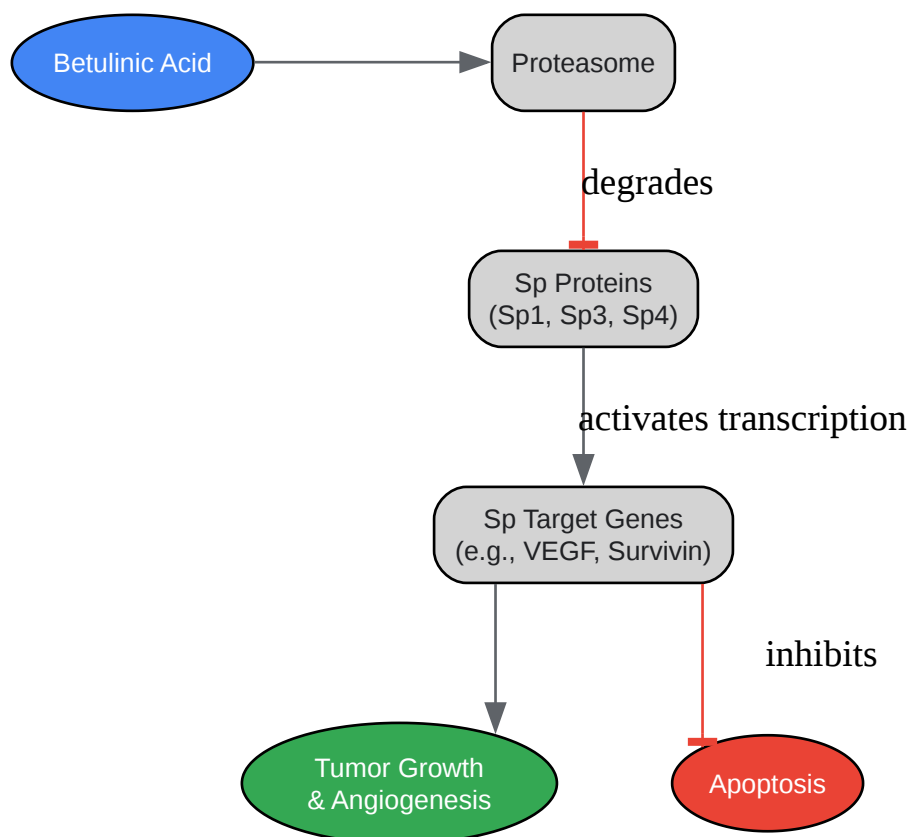 Betulinic Acid
Proteasome
degrades
Sp Proteins
(Sp1, Sp3, Sp4)
activates transcription
Sp Target Genes
(e.g., VEGF, Survivin)
inhibits
Tumor Growth
& Angiogenesis
Apoptosis